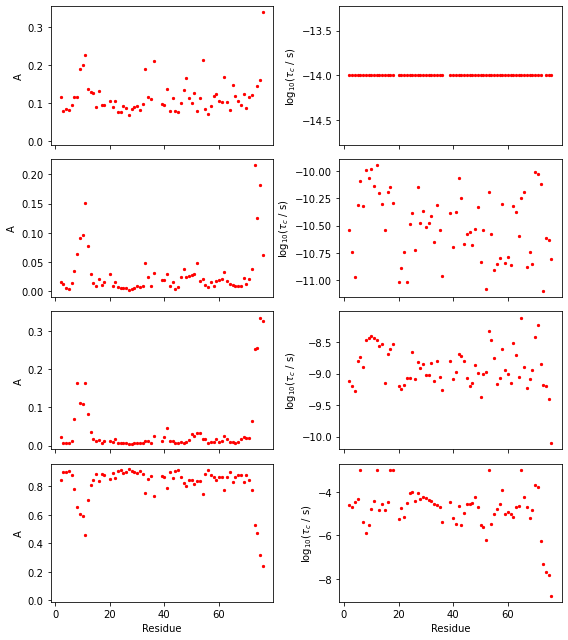 0.3
0.2
0.1
0.0
A
−13.5
−14.0
−14.5
log10(τc / s)
0.20
0.15
0.10
0.05
0.00
A
−10.00
−10.25
−10.50
−10.75
−11.00
log10(τc / s)
0.3
0.2
0.1
0.0
A
−8.5
−9.0
−9.5
−10.0
log10(τc / s)
0.8
0.6
0.4
0.2
0.0
A
0 20 40 60
Residue
−4
−6
−8
log10(τc / s)
0 20 40 60
Residue